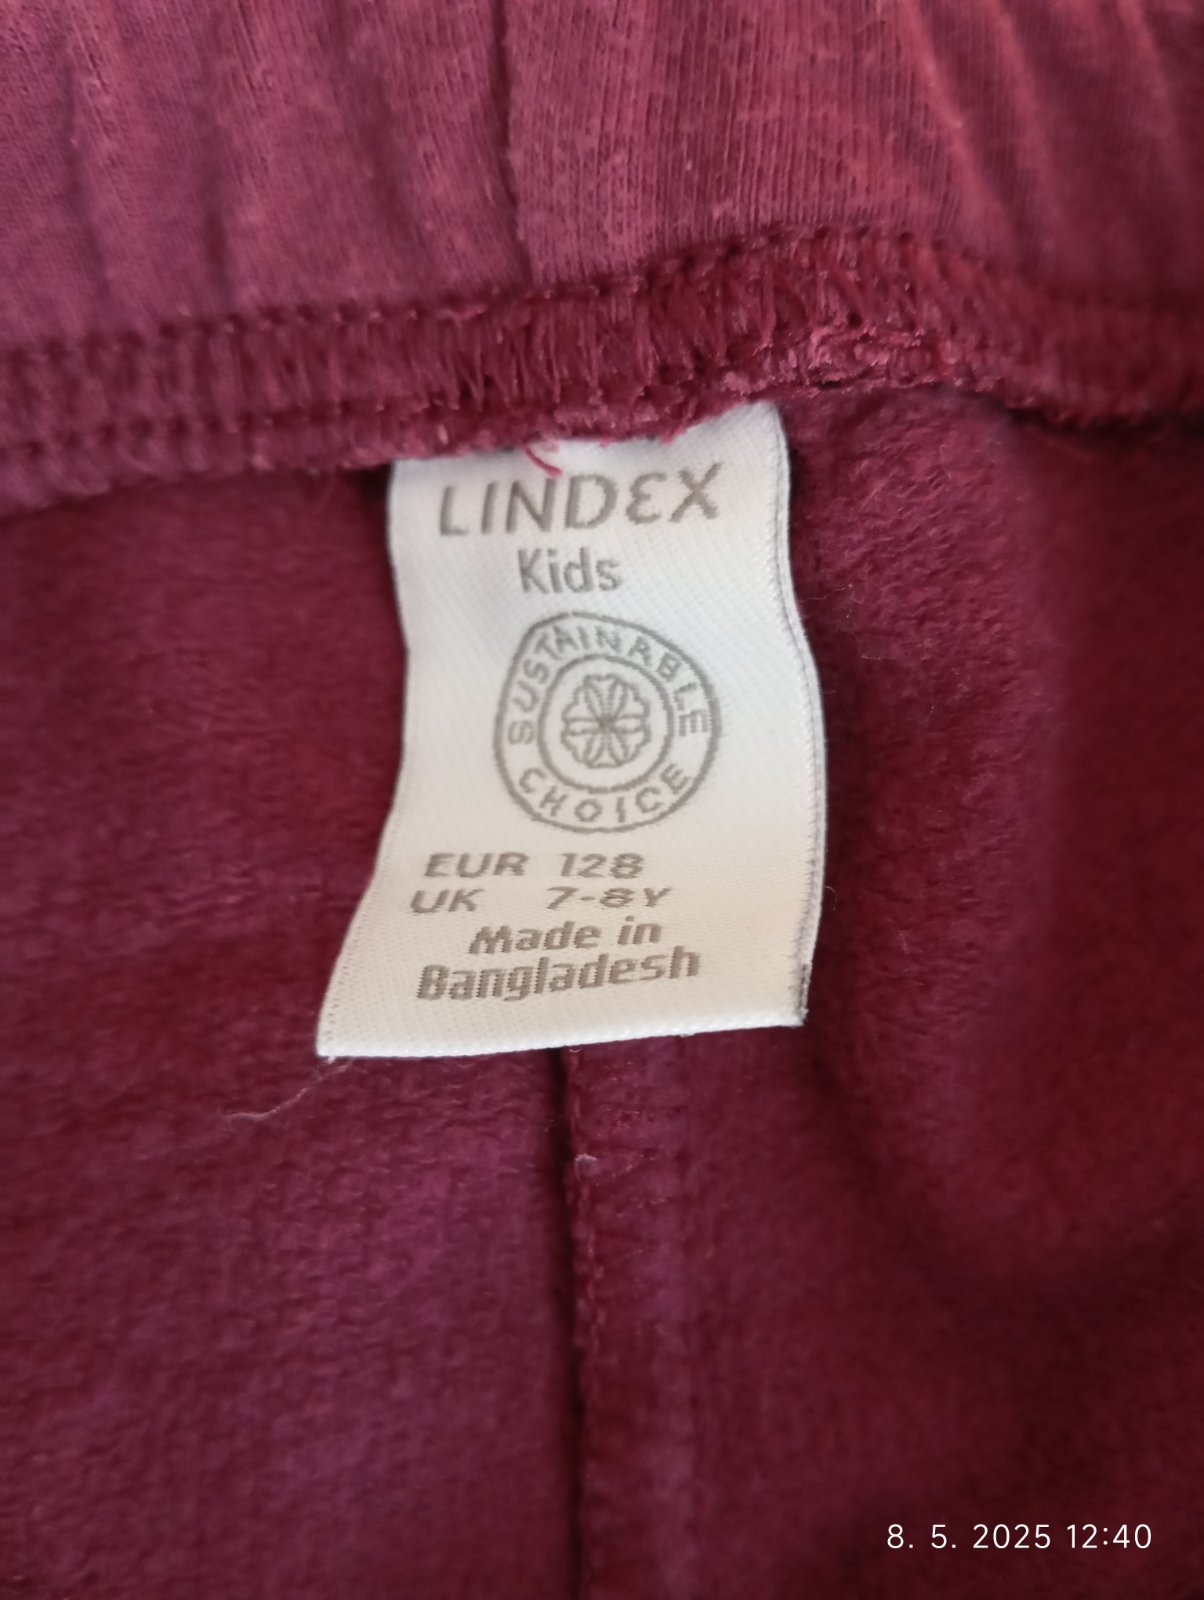 LINDEX
Kids
SUSTAINABLE
CHOICE
EUR 128
UK 7-8Y
Made in
Bangladesh
8. 5. 2025 12:40